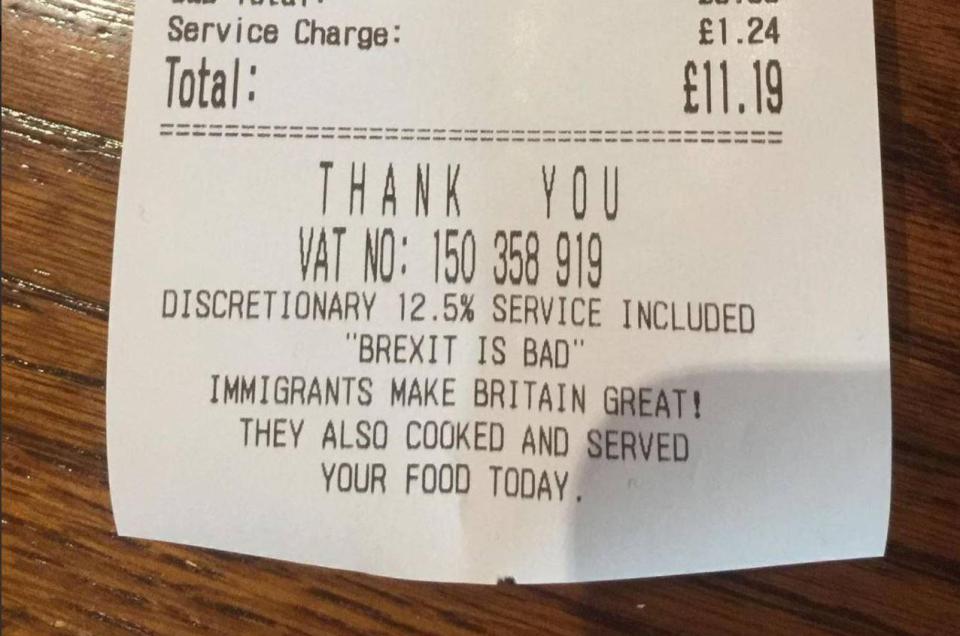 Service Charge: £1.24
Total: £11.19
======================================================
THANK YOU
VAT NO: 150 358 919
DISCRETIONARY 12.5% SERVICE INCLUDED
"BREXIT IS BAD"
IMMIGRANTS MAKE BRITAIN GREAT!
THEY ALSO COOKED AND SERVED
YOUR FOOD TODAY.